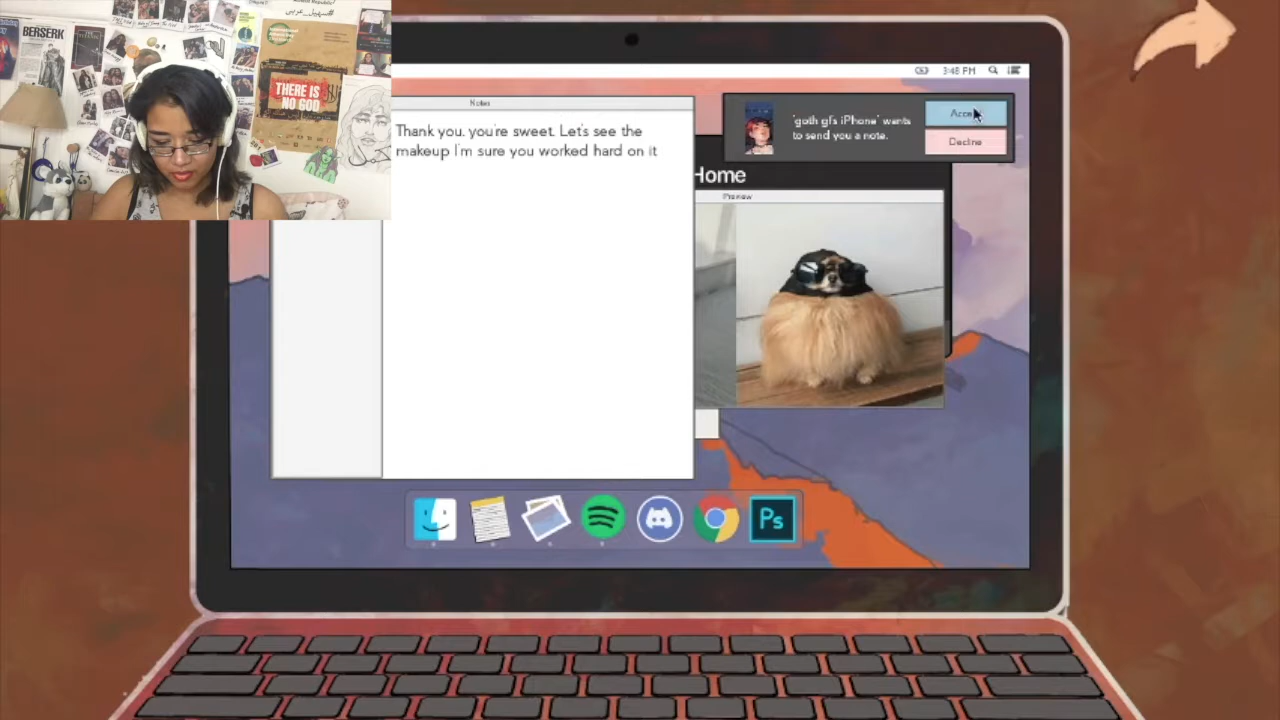 BERSERK
THERE IS
NO GOD
3:48 PM
Notes
Thank you. you're sweet. Let's see the
makeup I'm sure you worked hard on it
'goth gf's iPhone' wants
to send you a note.
Decline
Home
Preview
Ps